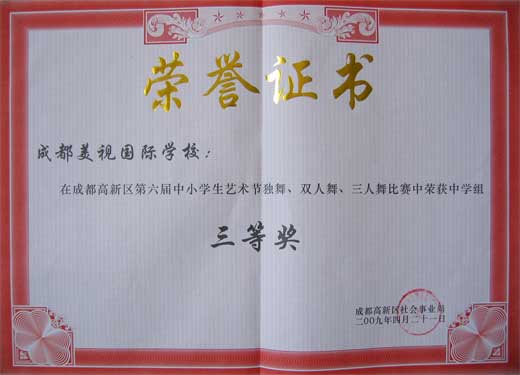 荣誉证书
成都美视国际学校：
在成都高新区第六届中小学生艺术节独舞、双人舞、三人舞比赛中荣获中学组
三等奖
成都高新区社会事业局
二00九年四月二十一日